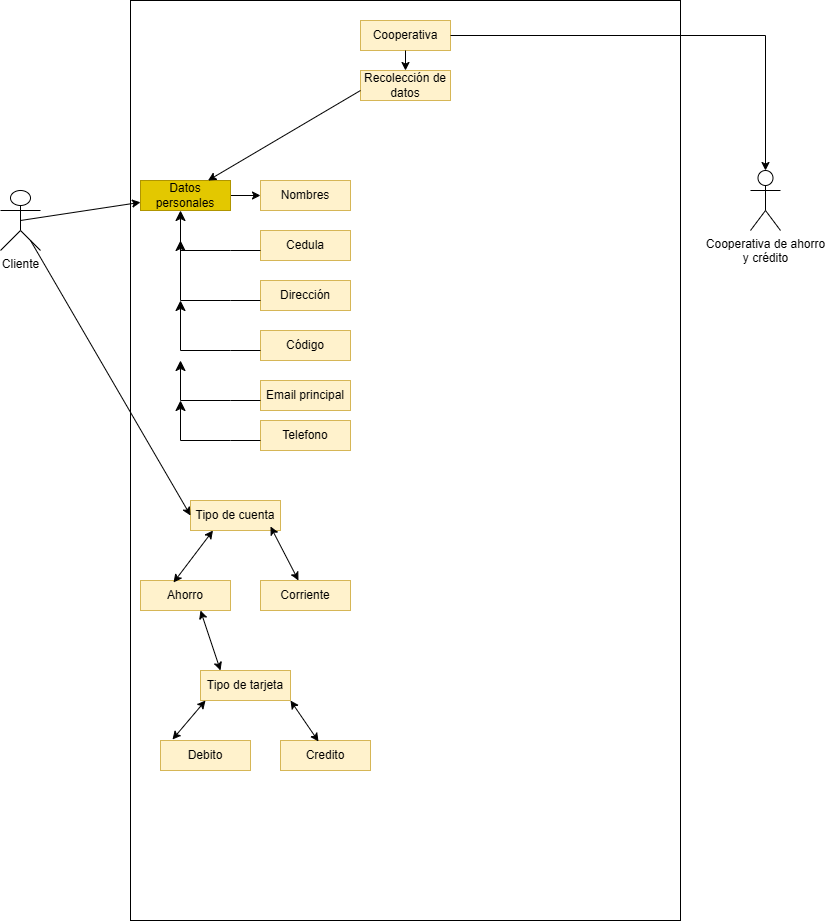 Cooperativa
Recolección de
datos
Datos
personales
Nombres
Cedula
Cliente
Cooperativa de ahorro
y crédito
Dirección
Código
Email principal
Telefono
Tipo de cuenta
Ahorro
Corriente
Tipo de tarjeta
Debito
Credito